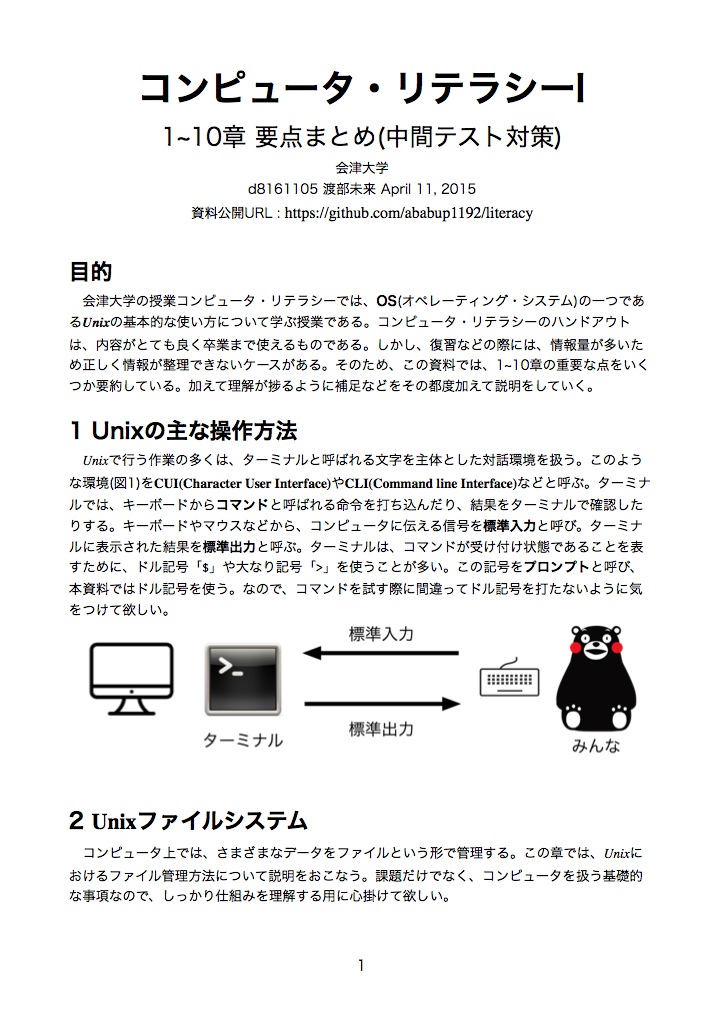 コンピュータ・リテラシーI
1~10章 要点まとめ(中間テスト対策)
会津大学
d8161105 渡部未来 April 11, 2015
資料公開URL : https://github.com/ababup1192/literacy
目的
会津大学の授業コンピュータ・リテラシーでは、OS(オペレーティング・システム)の一つであ
るUnixの基本的な使い方について学ぶ授業である。コンピュータ・リテラシーのハンドアウト
は、内容がとても良く卒業まで使えるものである。しかし、復習などの際には、情報量が多いた
め正しく情報が整理できないケースがある。そのため、この資料では、1~10章の重要な点をいく
つか要約している。加えて理解が捗るように補足などをその都度加えて説明をしていく。
1 Unixの主な操作方法
Unixで行う作業の多くは、ターミナルと呼ばれる文字を主体とした対話環境を扱う。このよう
な環境(図1)をCUI(Character User Interface)やCLI(Command line Interface)などと呼ぶ。ターミナ
ルでは、キーボードからコマンドと呼ばれる命令を打ち込んだり、結果をターミナルで確認した
りする。キーボードやマウスなどから、コンピュータに伝える信号を標準入力と呼び。ターミナ
ルに表示された結果を標準出力と呼ぶ。ターミナルは、コマンドが受け付け状態であることを表
すために、ドル記号「$」や大なり記号「>」を使うことが多い。この記号をプロンプトと呼び、
本資料ではドル記号を使う。なので、コマンドを試す際に間違ってドル記号を打たないように気
をつけて欲しい。
標準入力
標準出力
ターミナル
みんな
2 Unixファイルシステム
コンピュータ上では、さまざまなデータをファイルという形で管理する。この章では、Unixに
おけるファイル管理方法について説明をおこなう。課題だけでなく、コンピュータを扱う基礎的
な事項なので、しっかり仕組みを理解する用に心掛けて欲しい。
1